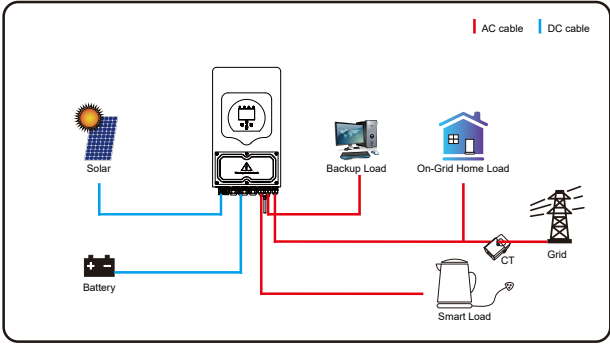 AC cable
DC cable
Solar
Backup Load
On-Grid Home Load
CT
Grid
Battery
Smart Load